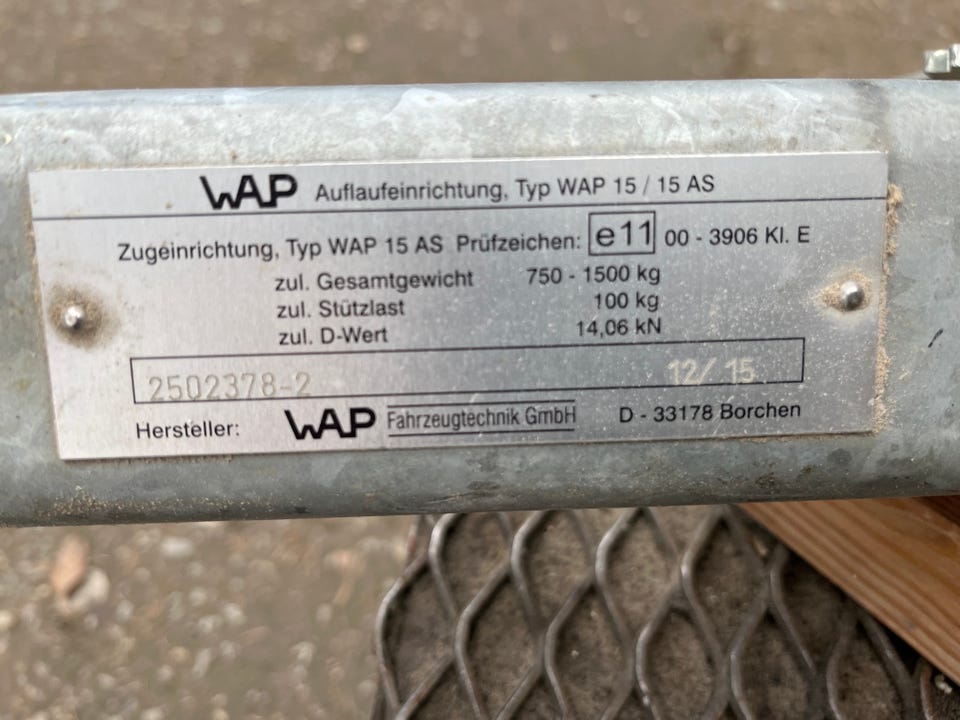 WAP Auflaufeinrichtung, Typ WAP 15 / 15 AS
Zugeinrichtung, Typ WAP 15 AS Prüfzeichen: e11 00 - 3906 Kl. E
zul. Gesamtgewicht 750 - 1500 kg
zul. Stützlast 100 kg
zul. D-Wert 14,06 kN
2502378-2 12/ 15
Hersteller: WAP Fahrzeugtechnik GmbH D - 33178 Borchen